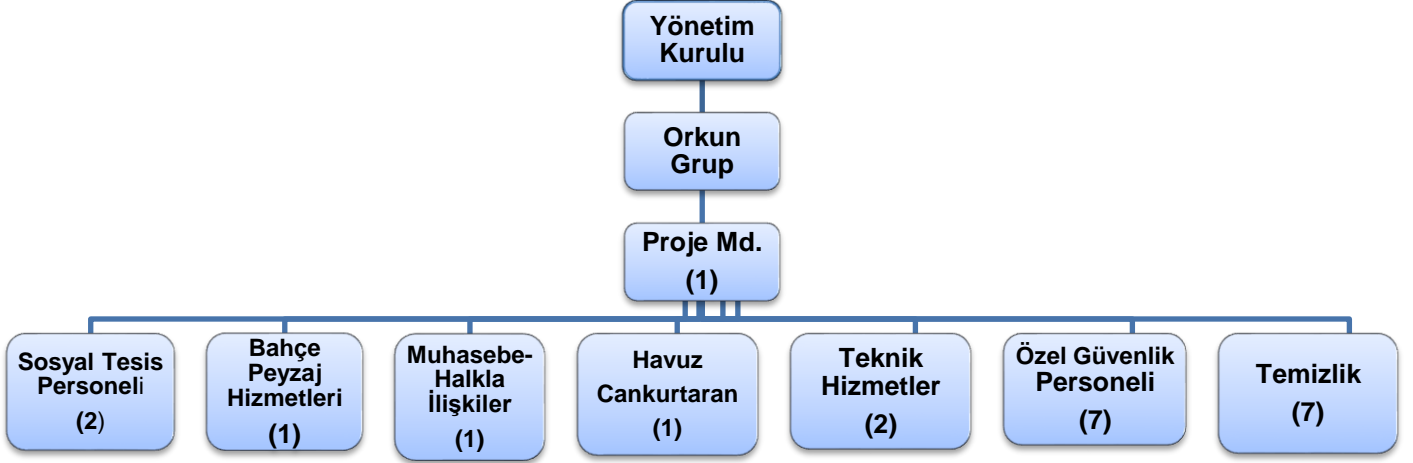 Yönetim
Kurulu
Orkun
Grup
Proje Md.
(1)
Sosyal Tesis
Personeli
(2)
Bahçe
Peyzaj
Hizmetleri
(1)
Muhasebe-
Halkla
İlişkiler
(1)
Havuz
Cankurtaran
(1)
Teknik
Hizmetler
(2)
Özel Güvenlik
Personeli
(7)
Temizlik
(7)